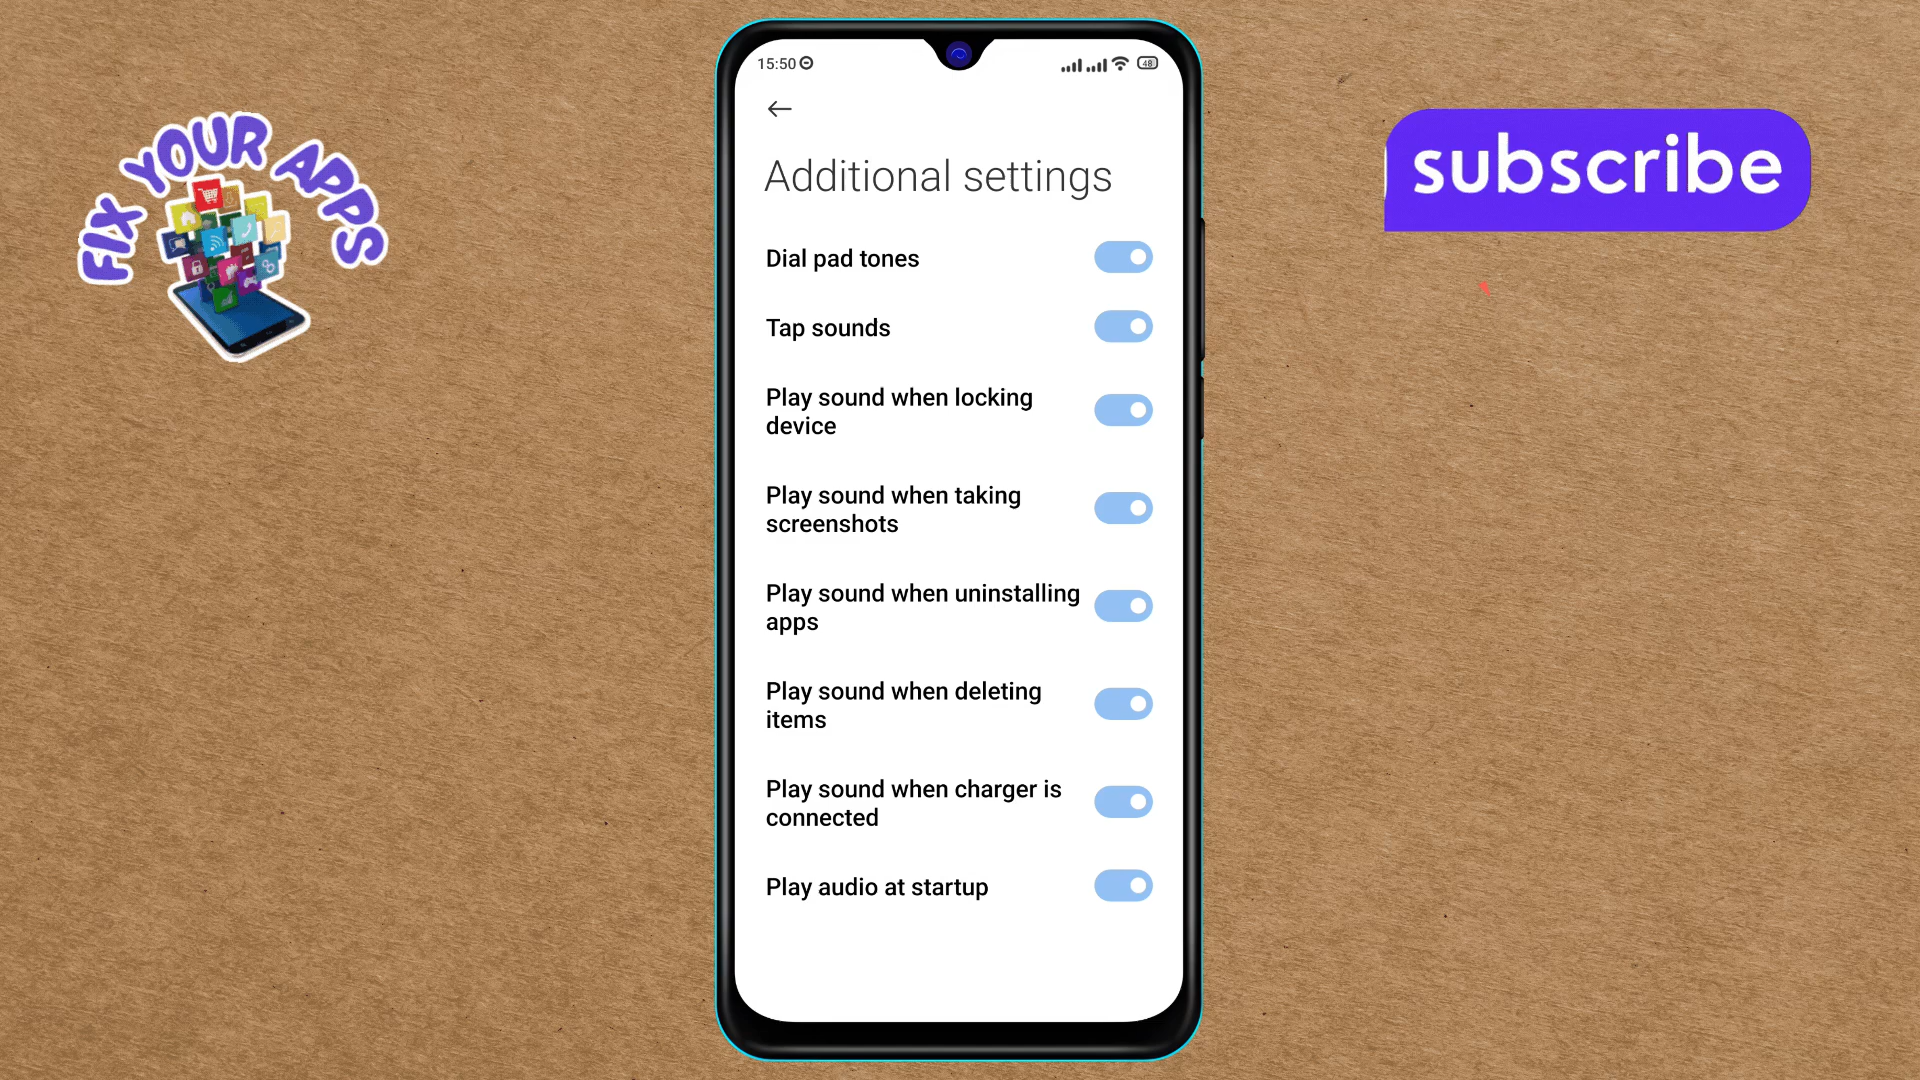 FIX YOUR APPS
15:50
48
Additional settings
Dial pad tones
Tap sounds
Play sound when locking
device
Play sound when taking
screenshots
Play sound when uninstalling
apps
Play sound when deleting
items
Play sound when charger is
connected
Play audio at startup
subscribe